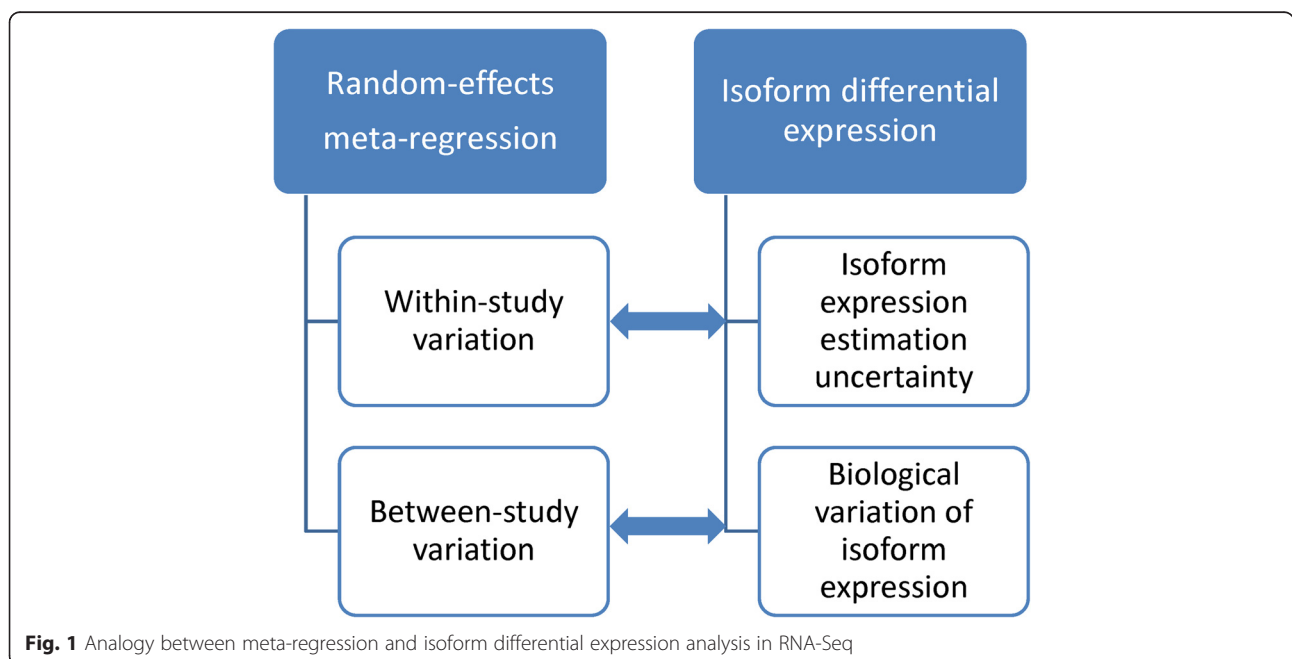 Random-effects
meta-regression
Isoform differential
expression
Within-study
variation
Isoform
expression
estimation
uncertainty
Between-study
variation
Biological
variation of
isoform
expression
Fig. 1 Analogy between meta-regression and isoform differential expression analysis in RNA-Seq